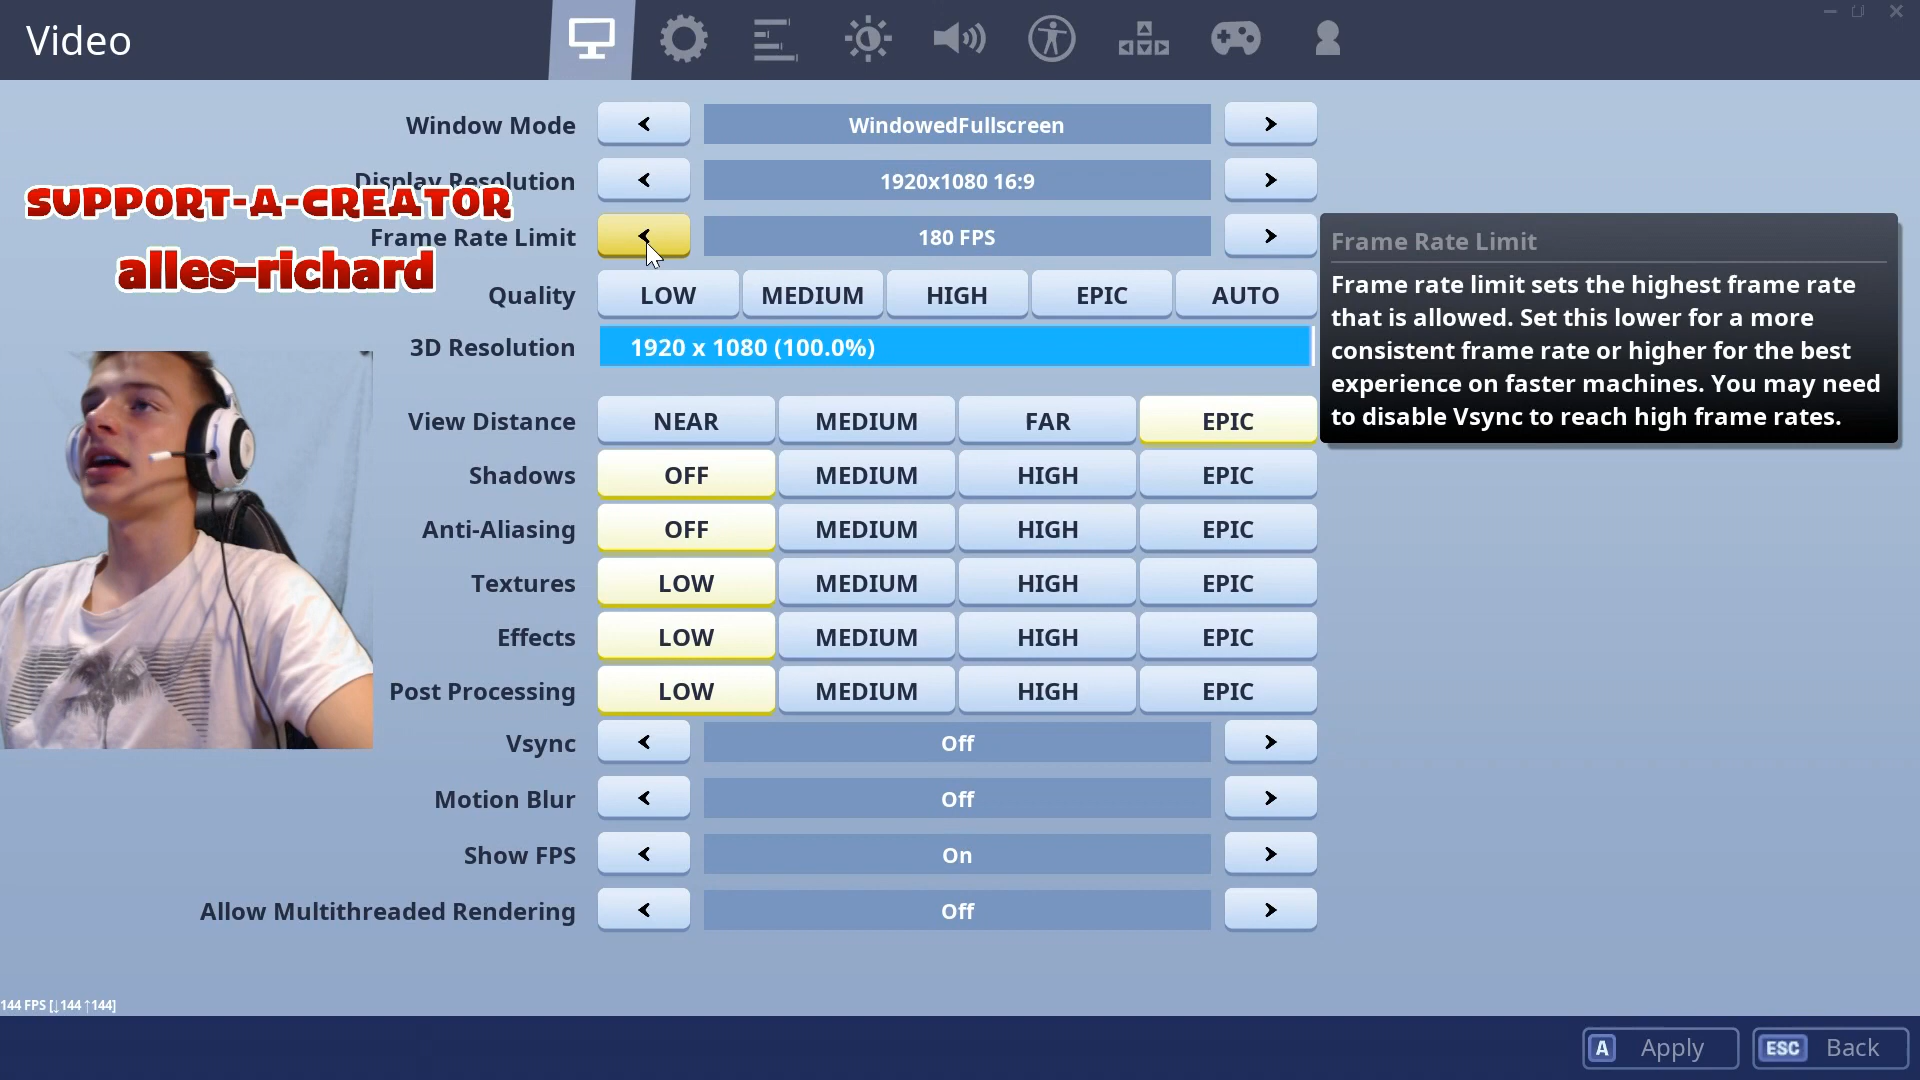 Video
Window Mode
WindowedFullscreen
Display Resolution
1920x1080 16:9
SUPPORT-A-CREATOR
Frame Rate Limit
180 FPS
alles-richard
Quality
LOW
MEDIUM
HIGH
EPIC
AUTO
3D Resolution
1920 x 1080 (100.0%)
Frame Rate Limit
Frame rate limit sets the highest frame rate
that is allowed. Set this lower for a more
consistent frame rate or higher for the best
experience on faster machines. You may need
to disable Vsync to reach high frame rates.
View Distance
NEAR
MEDIUM
FAR
EPIC
Shadows
OFF
MEDIUM
HIGH
EPIC
Anti-Aliasing
OFF
MEDIUM
HIGH
EPIC
Textures
LOW
MEDIUM
HIGH
EPIC
Effects
LOW
MEDIUM
HIGH
EPIC
Post Processing
LOW
MEDIUM
HIGH
EPIC
Vsync
Off
Motion Blur
Off
Show FPS
On
Allow Multithreaded Rendering
Off
144 FPS [↓144 ↑144]
A Apply
ESC Back